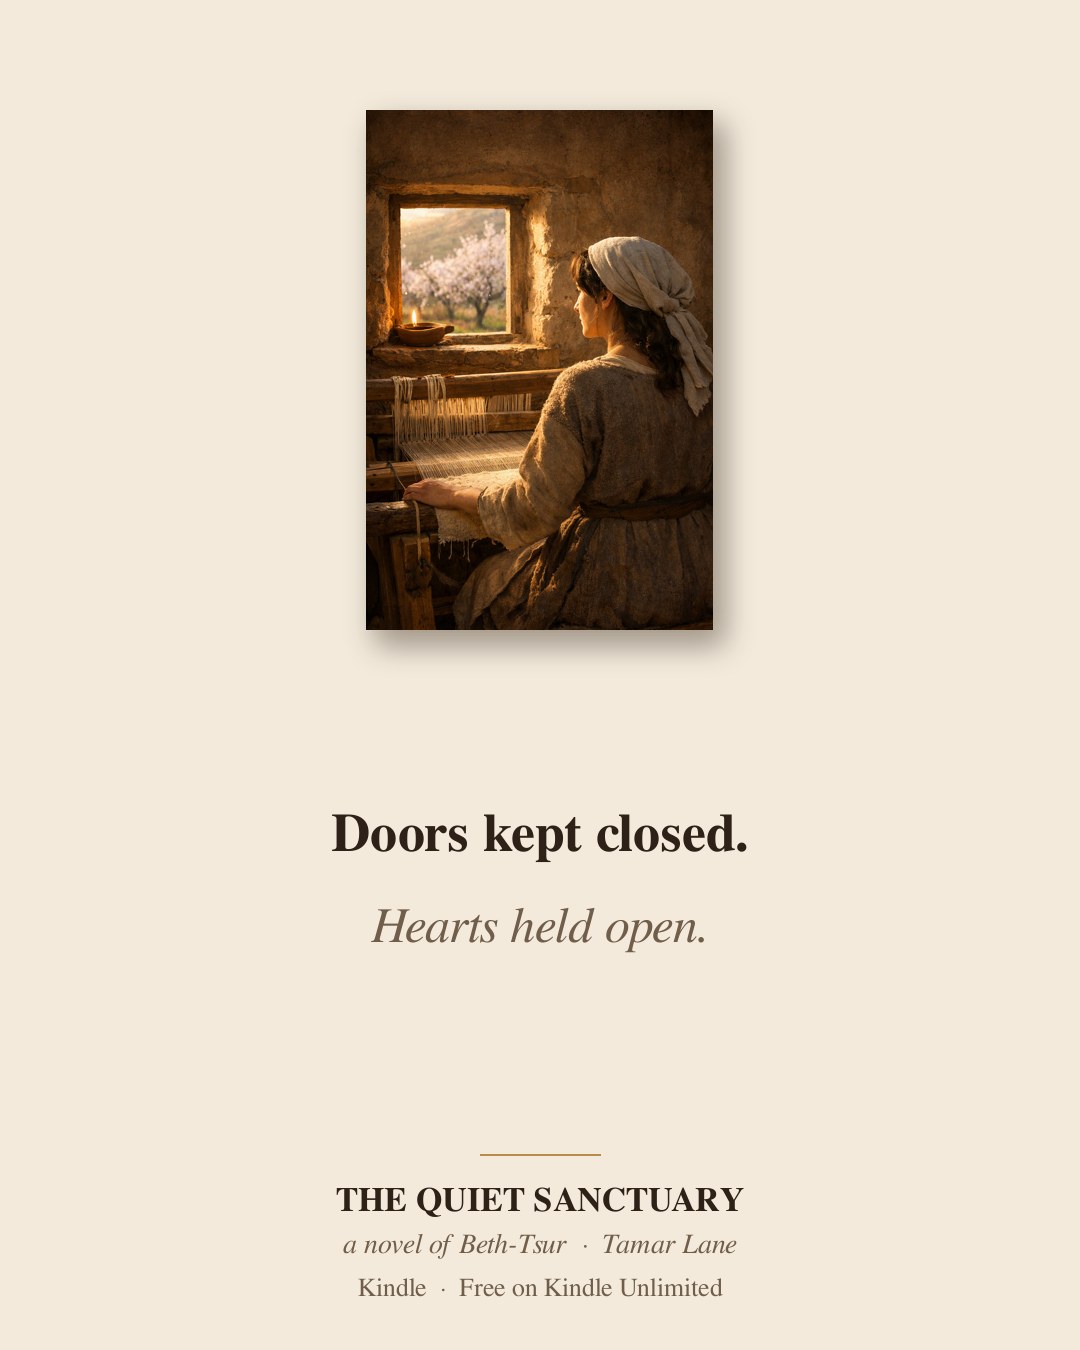 Doors kept closed.
Hearts held open.
THE QUIET SANCTUARY
a novel of Beth-Tsur · Tamar Lane
Kindle · Free on Kindle Unlimited